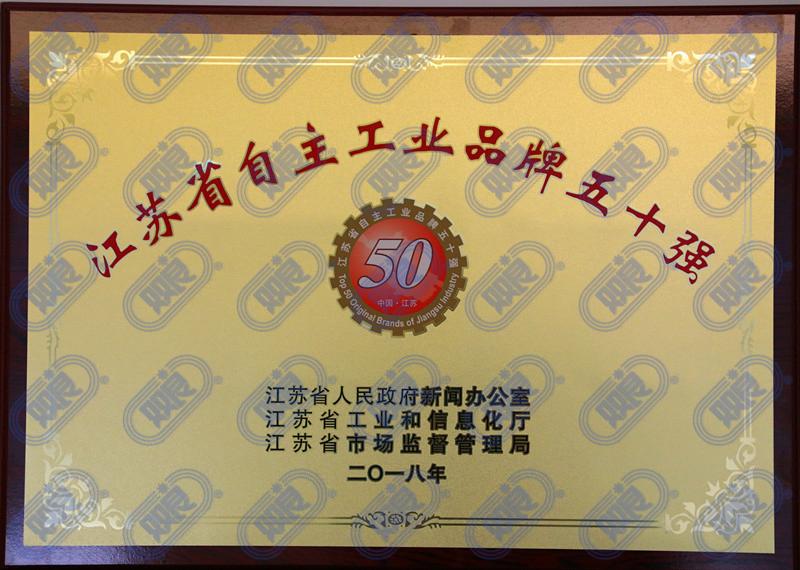 江苏省自主工业品牌五十强
江苏省自主工业品牌五十强
50
中国·江苏
Top 50 Original Brands of Jiangsu Industry
江苏省人民政府新闻办公室
江苏省工业和信息化厅
江苏省市场监督管理局
二〇一八年